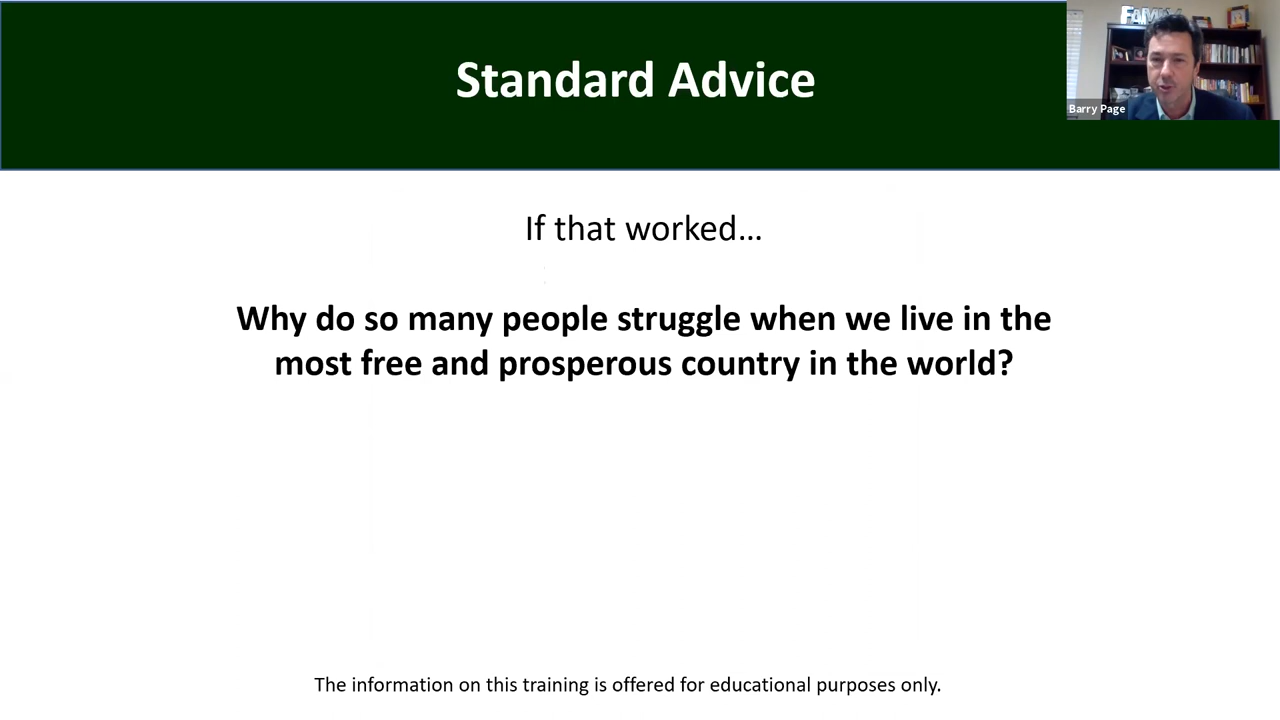 Standard Advice
FAMILY
Barry Page
If that worked...
Why do so many people struggle when we live in the
most free and prosperous country in the world?
The information on this training is offered for educational purposes only.